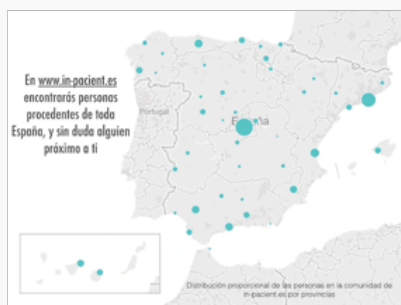 En www.in-pacient.es
encontrarás personas
procedentes de toda
España, y sin duda alguien
próximo a ti
Portugal
España
Distribución proporcional de las personas en la comunidad de
in-pacient.es por provincias